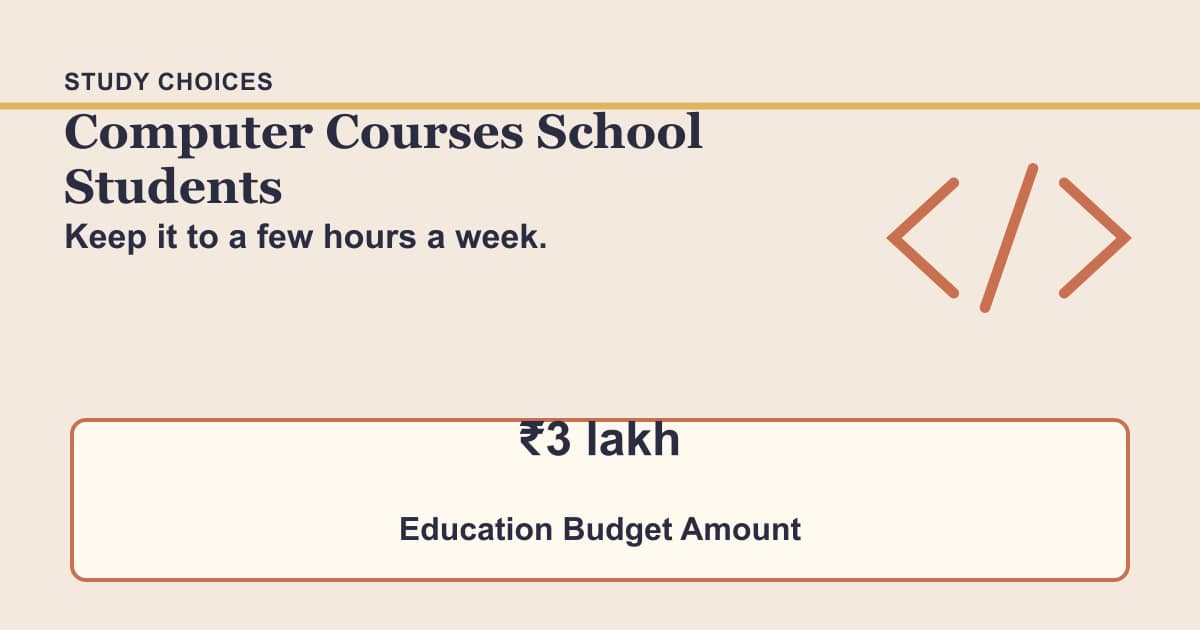 STUDY CHOICES
Computer Courses School
Students
Keep it to a few hours a week.
₹3 lakh
Education Budget Amount